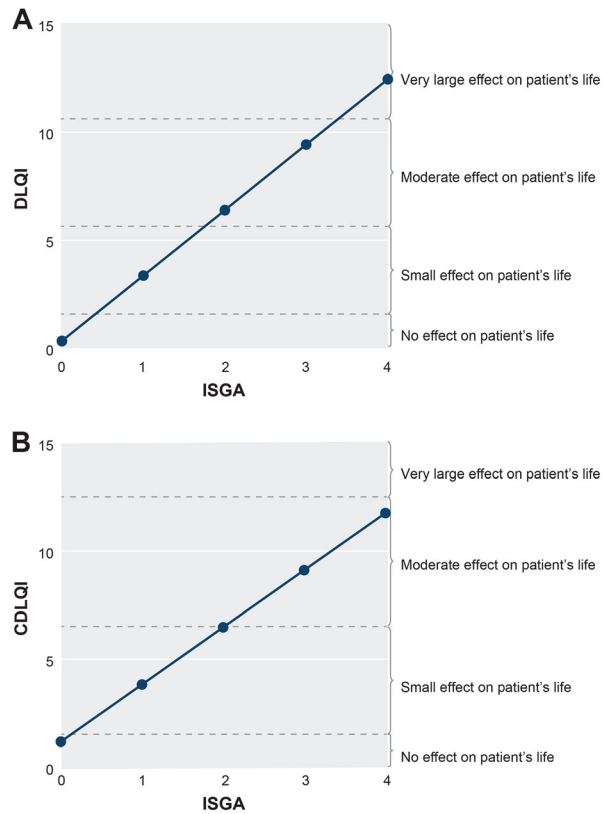 A
15
Very large effect on patient's life
10
Moderate effect on patient's life
DLQI
5
Small effect on patient's life
No effect on patient's life
0
0 1 2 3 4
ISGA
B
15
Very large effect on patient's life
10
Moderate effect on patient's life
CDLQI
5
Small effect on patient's life
No effect on patient's life
0
0 1 2 3 4
ISGA